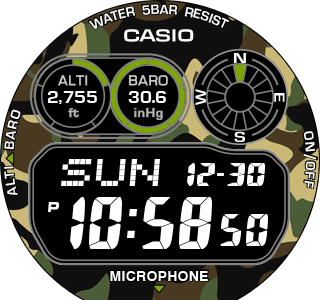 WATER 5BAR RESIST
CASIO
ALTI
2,755
ft
BARO
30.6
inHg
N
W
E
S
ALTI◄BARO
ON/OFF
SUN 12-30
P 10:58 50
MICROPHONE